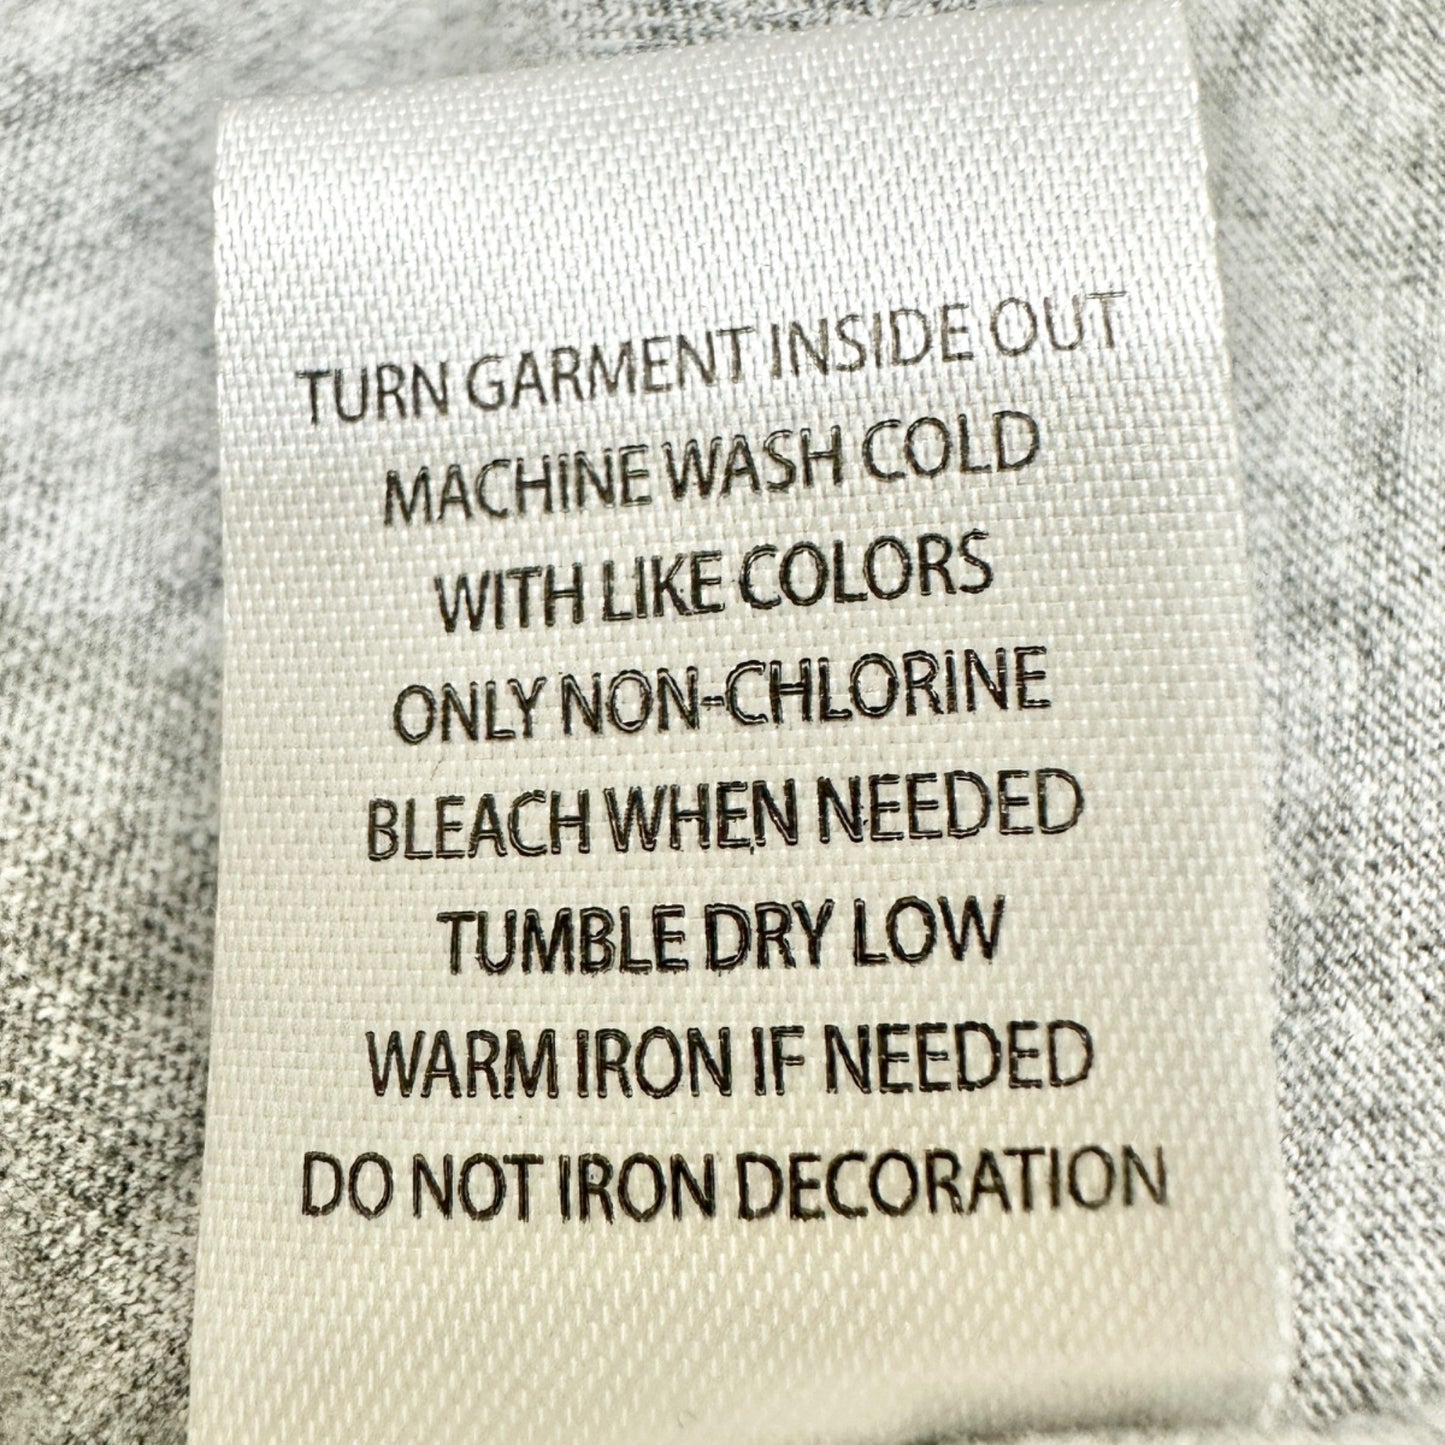 TURN GARMENT INSIDE OUT
MACHINE WASH COLD
WITH LIKE COLORS
ONLY NON-CHLORINE
BLEACH WHEN NEEDED
TUMBLE DRY LOW
WARM IRON IF NEEDED
DO NOT IRON DECORATION